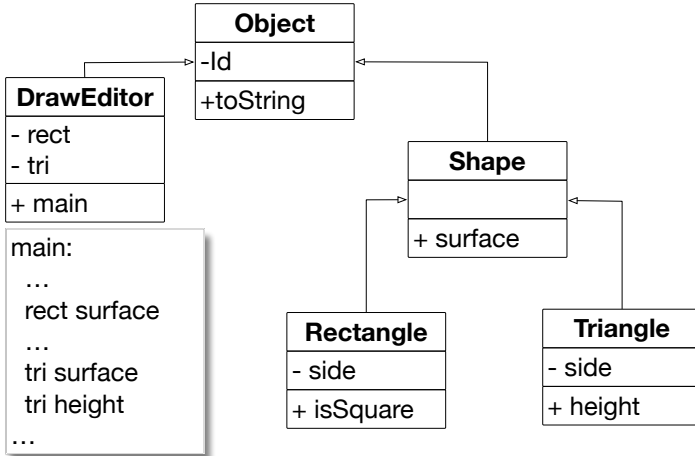 Object
-Id
+toString
DrawEditor
- rect
- tri
+ main
Shape
+ surface
main:
...
rect surface
...
tri surface
tri height
...
Rectangle
- side
+ isSquare
Triangle
- side
+ height